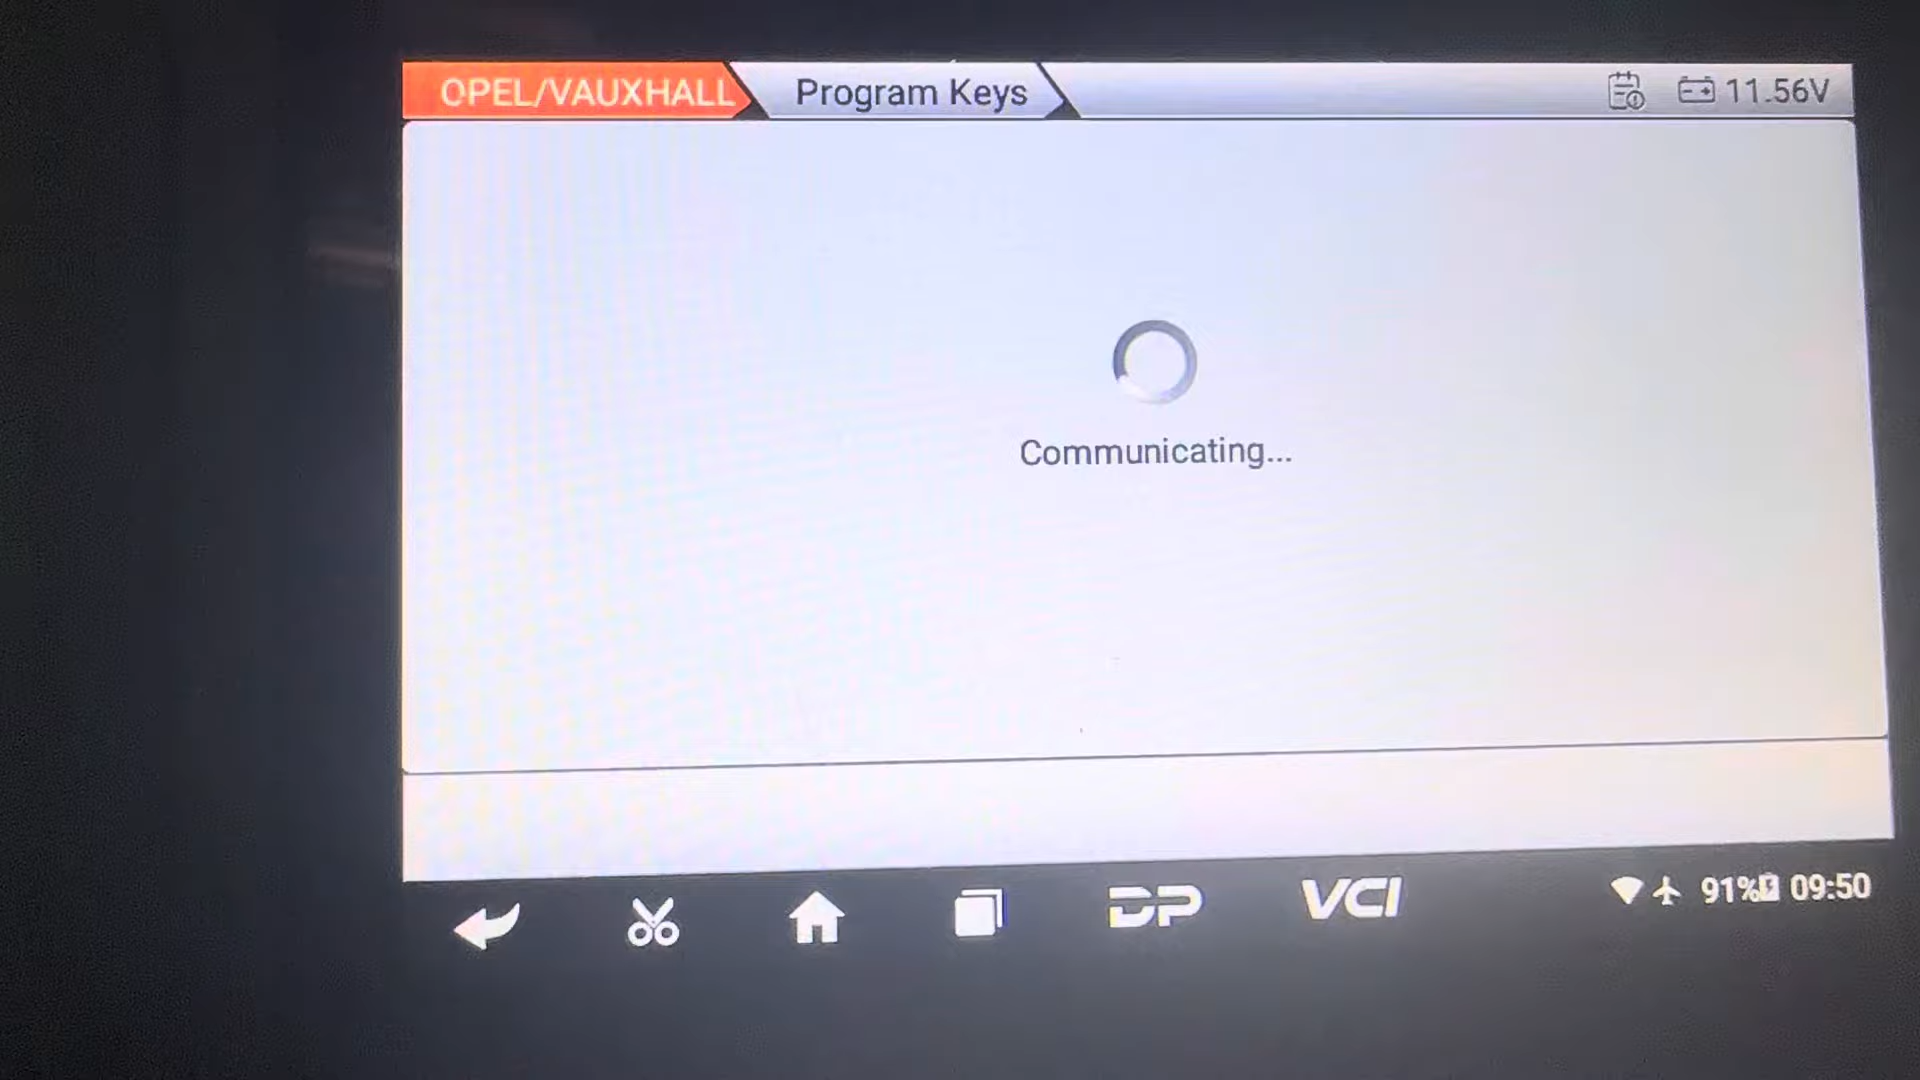 OPEL/VAUXHALL Program Keys 11.56V
Communicating...
DP VCI 91% 09:50